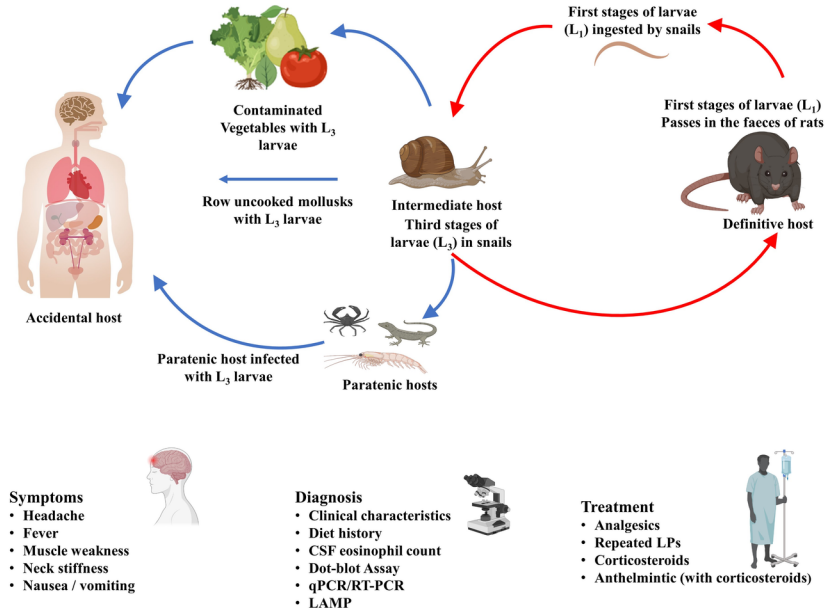 First stages of larvae
(L₁) ingested by snails
First stages of larvae (L₁)
Passes in the faeces of rats
Definitive host
Contaminated
Vegetables with L₃
larvae
Row uncooked mollusks
with L₃ larvae
Intermediate host
Third stages of
larvae (L₃) in snails
Accidental host
Paratenic host infected
with L₃ larvae
Paratenic hosts
Symptoms
• Headache
• Fever
• Muscle weakness
• Neck stiffness
• Nausea / vomiting
Diagnosis
• Clinical characteristics
• Diet history
• CSF eosinophil count
• Dot-blot Assay
• qPCR/RT-PCR
• LAMP
Treatment
• Analgesics
• Repeated LPs
• Corticosteroids
• Anthelmintic (with corticosteroids)